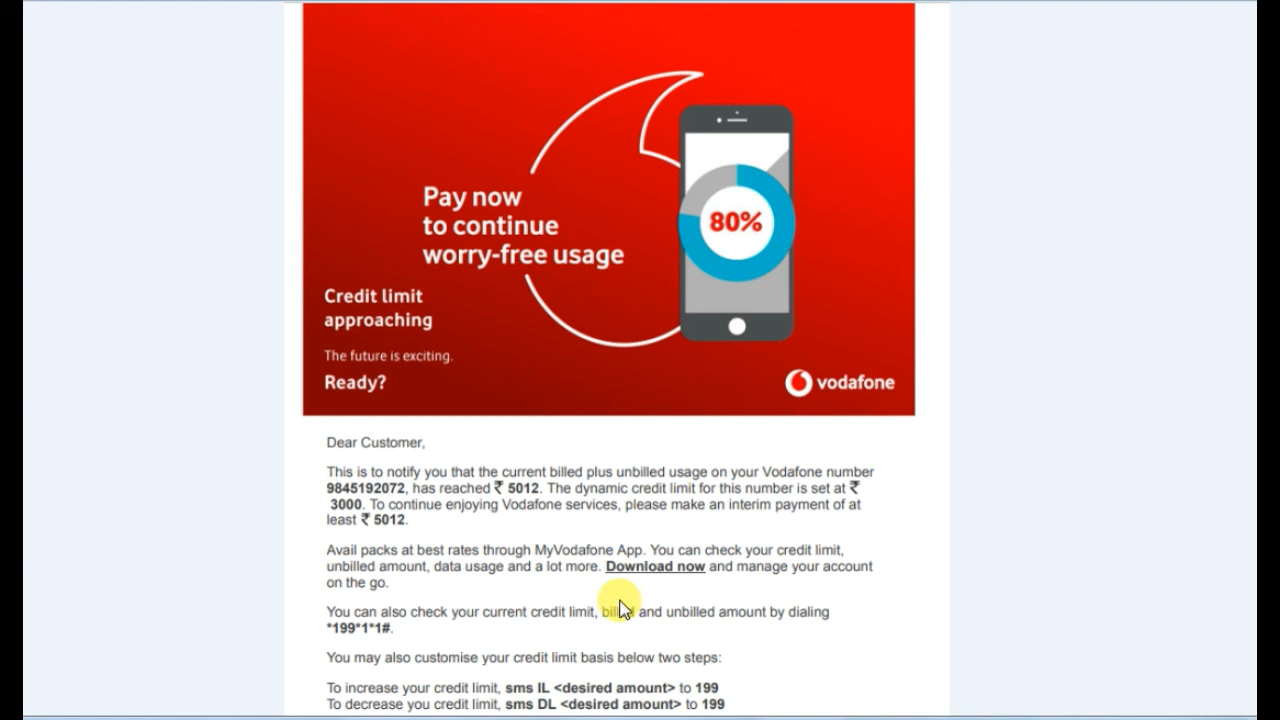 Pay now
to continue
worry-free usage
80%
Credit limit
approaching
The future is exciting.
Ready?
vodafone
Dear Customer,
This is to notify you that the current billed plus unbilled usage on your Vodafone number
9845192072, has reached ₹ 5012. The dynamic credit limit for this number is set at ₹
3000. To continue enjoying Vodafone services, please make an interim payment of at
least ₹ 5012.
Avail packs at best rates through MyVodafone App. You can check your credit limit,
unbilled amount, data usage and a lot more. Download now and manage your account
on the go.
You can also check your current credit limit, billed and unbilled amount by dialing
*199*1*1#.
You may also customise your credit limit basis below two steps:
To increase your credit limit, sms IL <desired amount> to 199
To decrease you credit limit, sms DL <desired amount> to 199